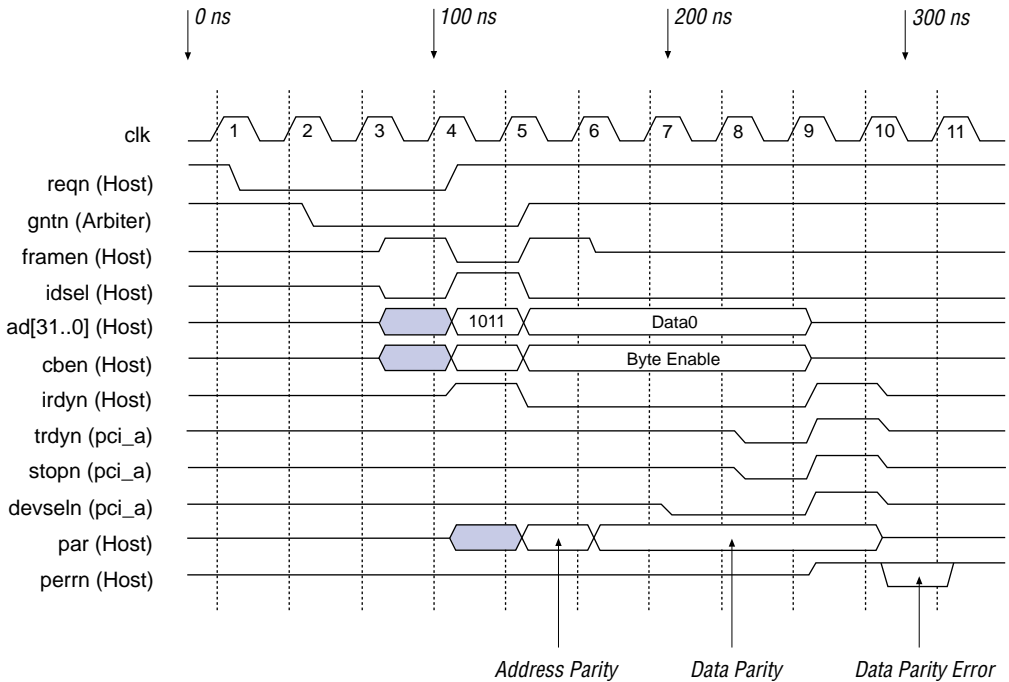 0 ns 100 ns 200 ns 300 ns
clk 1 2 3 4 5 6 7 8 9 10 11
reqn (Host)
gntn (Arbiter)
framen (Host)
idsel (Host)
ad[31..0] (Host) 1011 Data0
cben (Host) Byte Enable
irdyn (Host)
trdyn (pci_a)
stopn (pci_a)
devseln (pci_a)
par (Host)
perrn (Host)
Address Parity Data Parity Data Parity Error